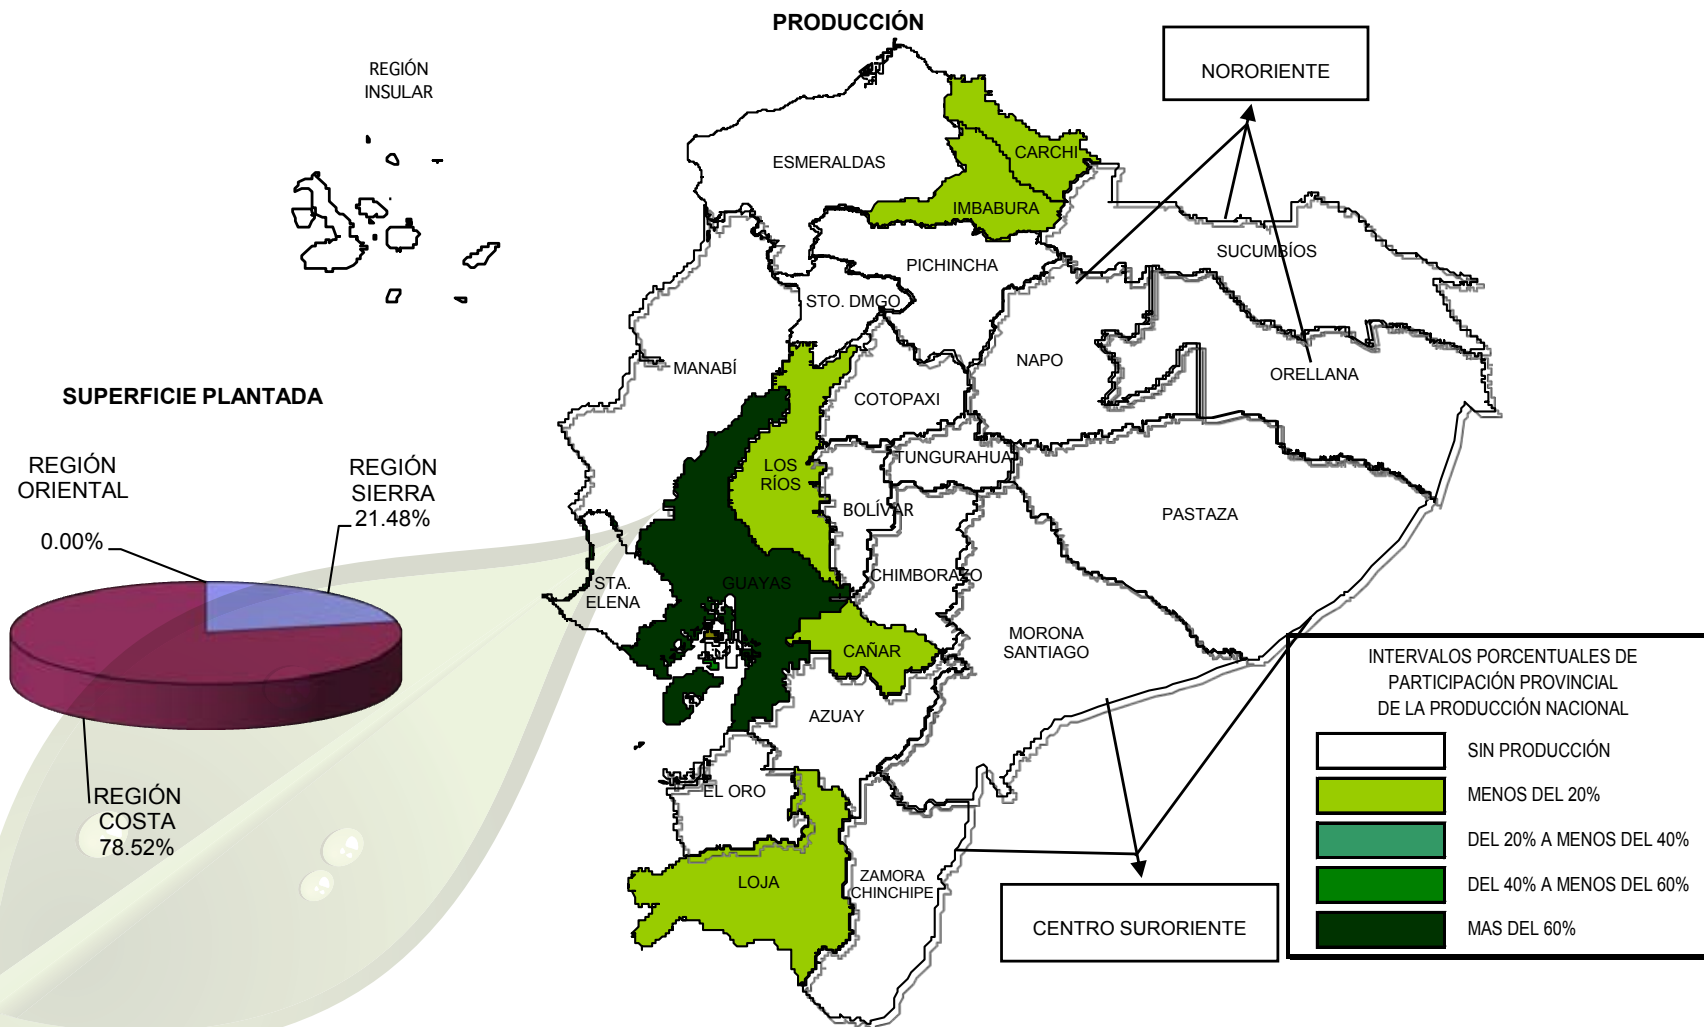 PRODUCCIÓN
REGIÓN
INSULAR
NORORIENTE
ESMERALDAS
CARCHI
IMBABURA
SUCUMBÍOS
PICHINCHA
STO. DMGO
NAPO
ORELLANA
MANABÍ
COTOPAXI
TUNGURAHUA
LOS
RÍOS
BOLÍVAR
PASTAZA
CHIMBORAZO
GUAYAS
STA.
ELENA
CAÑAR
MORONA
SANTIAGO
AZUAY
EL ORO
LOJA
ZAMORA
CHINCHIPE
CENTRO SURORIENTE
SUPERFICIE PLANTADA
REGIÓN
ORIENTAL
0.00%
REGIÓN
SIERRA
21.48%
REGIÓN
COSTA
78.52%
INTERVALOS PORCENTUALES DE
PARTICIPACIÓN PROVINCIAL
DE LA PRODUCCIÓN NACIONAL
SIN PRODUCCIÓN
MENOS DEL 20%
DEL 20% A MENOS DEL 40%
DEL 40% A MENOS DEL 60%
MAS DEL 60%